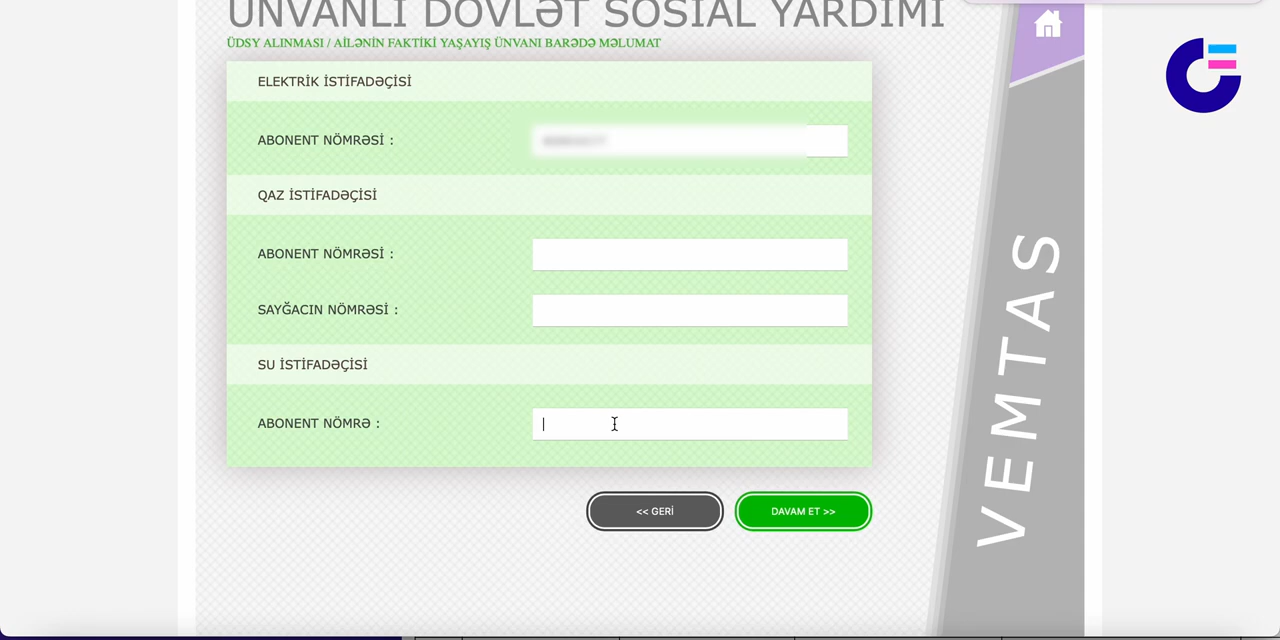 ÜNVANLI DÖVLƏT SOSİAL YARDIMI
ÜDSY ALINMASI / AİLƏNİN FAKTİKİ YAŞAYIŞ ÜNVANI BARƏDƏ MƏLUMAT
ELEKTRİK İSTİFADƏÇİSİ
ABONENT NÖMRƏSİ :
QAZ İSTİFADƏÇİSİ
ABONENT NÖMRƏSİ :
SAYĞACIN NÖMRƏSİ :
SU İSTİFADƏÇİSİ
ABONENT NÖMRƏ :
<< GERİ
DAVAM ET >>
VEMTAS